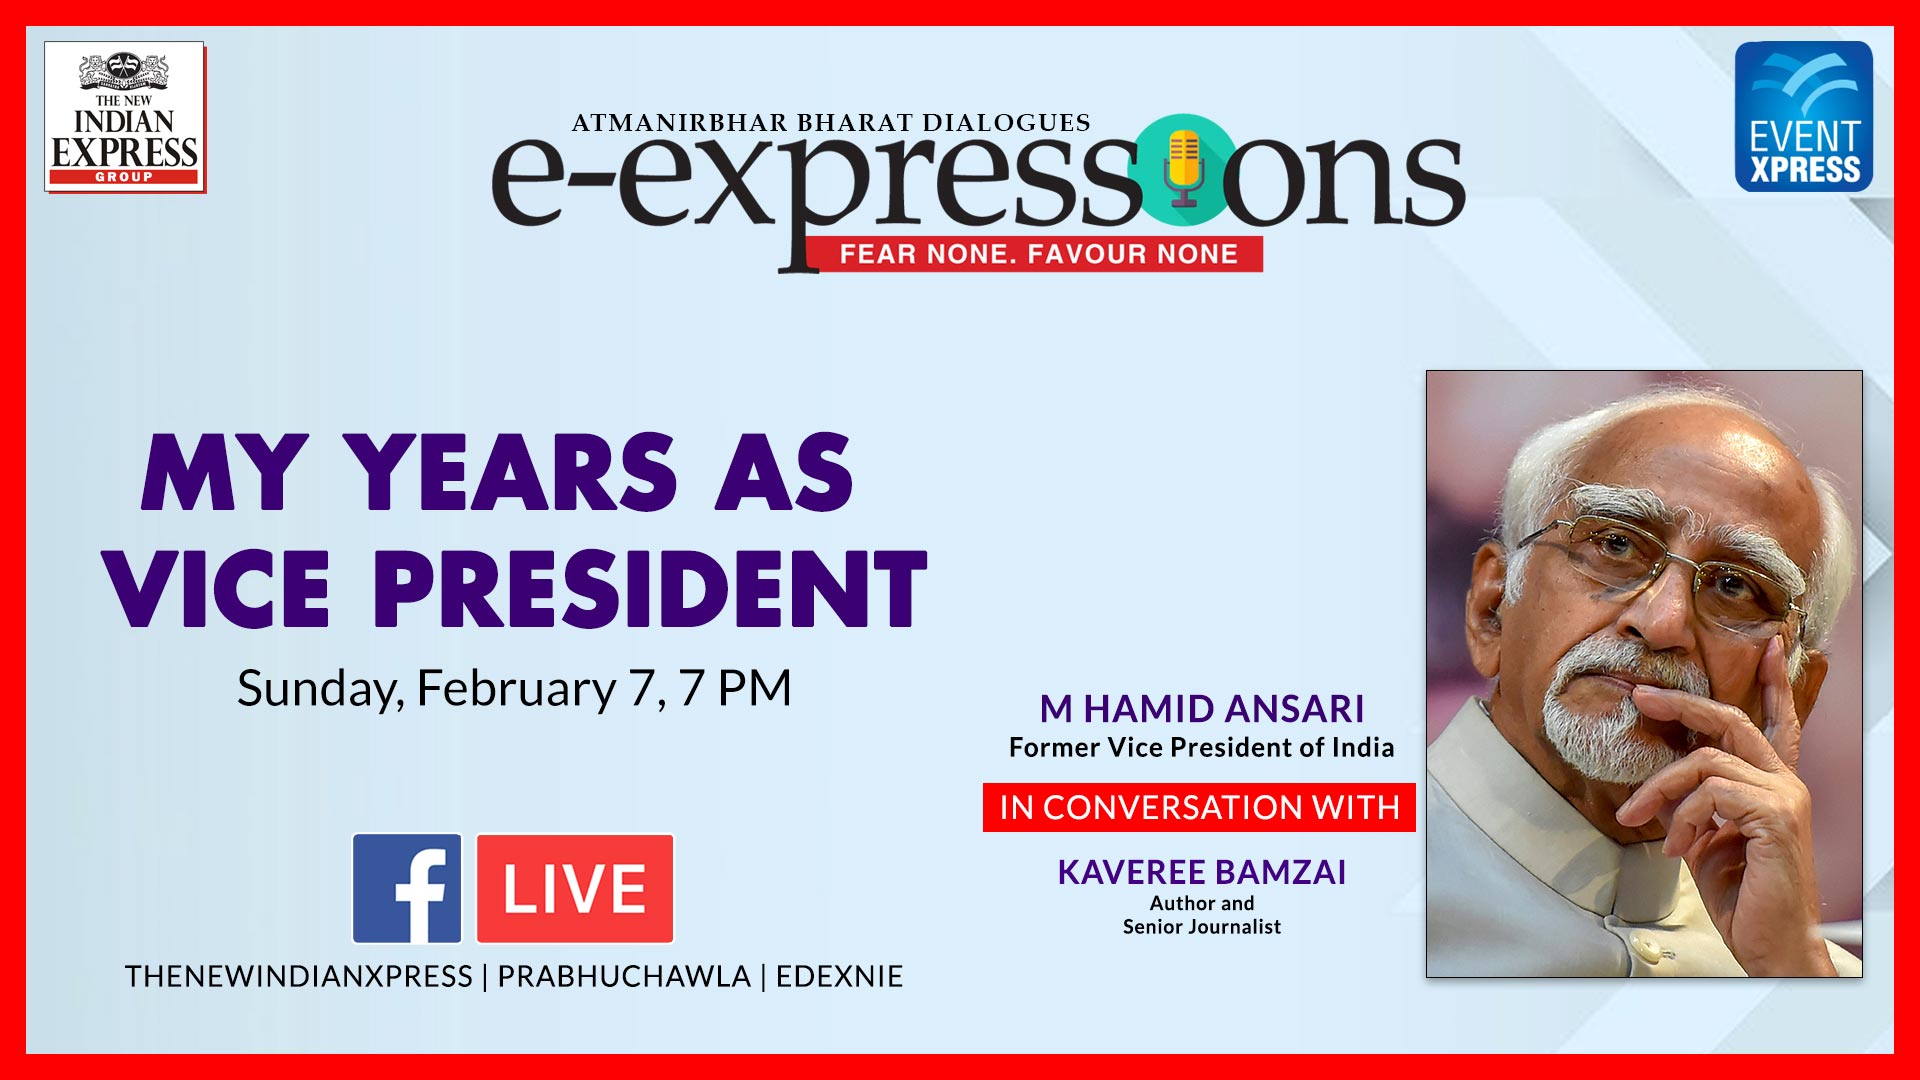 THE NEW
INDIAN
EXPRESS
GROUP
ATMANIRBHAR BHARAT DIALOGUES
e-expressions
FEAR NONE. FAVOUR NONE
EVENT
XPRESS
MY YEARS AS
VICE PRESIDENT
Sunday, February 7, 7 PM
f LIVE
THENEWINDIANXPRESS | PRABHUCHAWLA | EDEXNIE
M HAMID ANSARI
Former Vice President of India
IN CONVERSATION WITH
KAVEREE BAMZAI
Author and
Senior Journalist